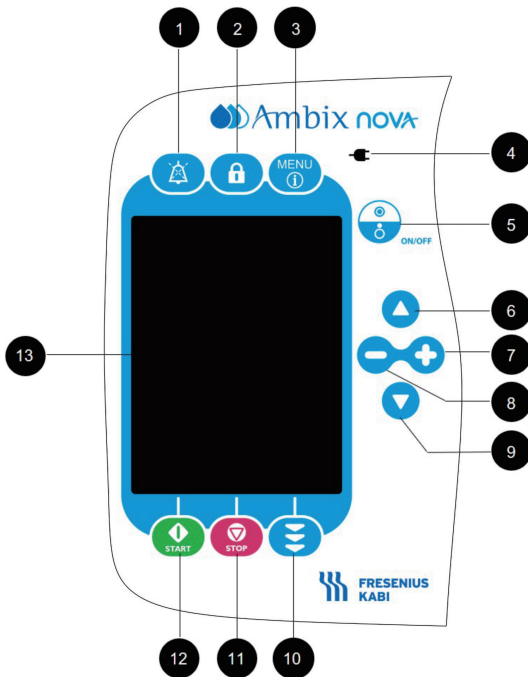 1
2
3
Ambix nova
MENU
i
4
5
ON/OFF
6
7
13
8
9
START
STOP
FRESENIUS
KABI
12
11
10